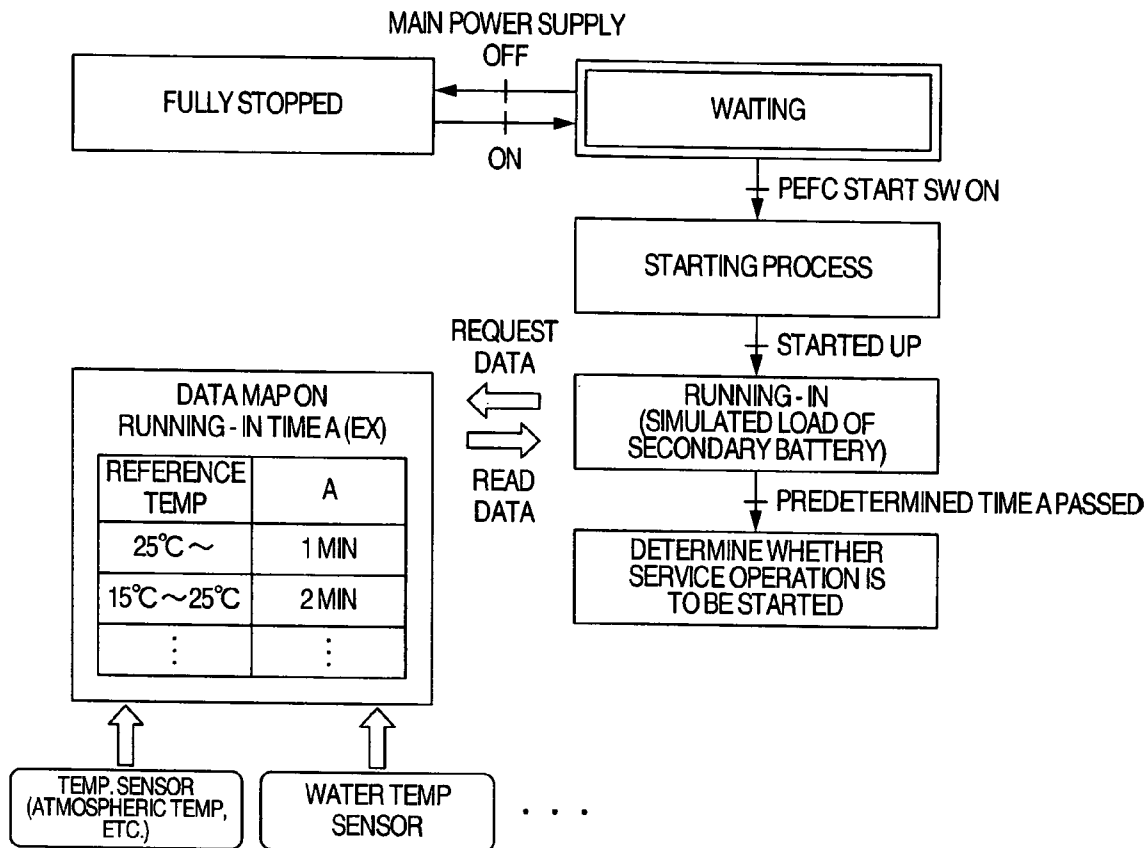 MAIN POWER SUPPLY
OFF
FULLY STOPPED
WAITING
ON
PEFC START SW ON
STARTING PROCESS
STARTED UP
REQUEST
DATA
READ
DATA
RUNNING - IN
(SIMULATED LOAD OF
SECONDARY BATTERY)
PREDETERMINED TIME A PASSED
DETERMINE WHETHER
SERVICE OPERATION IS
TO BE STARTED
DATA MAP ON
RUNNING - IN TIME A (EX)
REFERENCE
TEMP
A
25°C～
1 MIN
15°C～25°C
2 MIN
⋮
⋮
TEMP. SENSOR
(ATMOSPHERIC TEMP,
ETC.)
WATER TEMP
SENSOR
· · ·